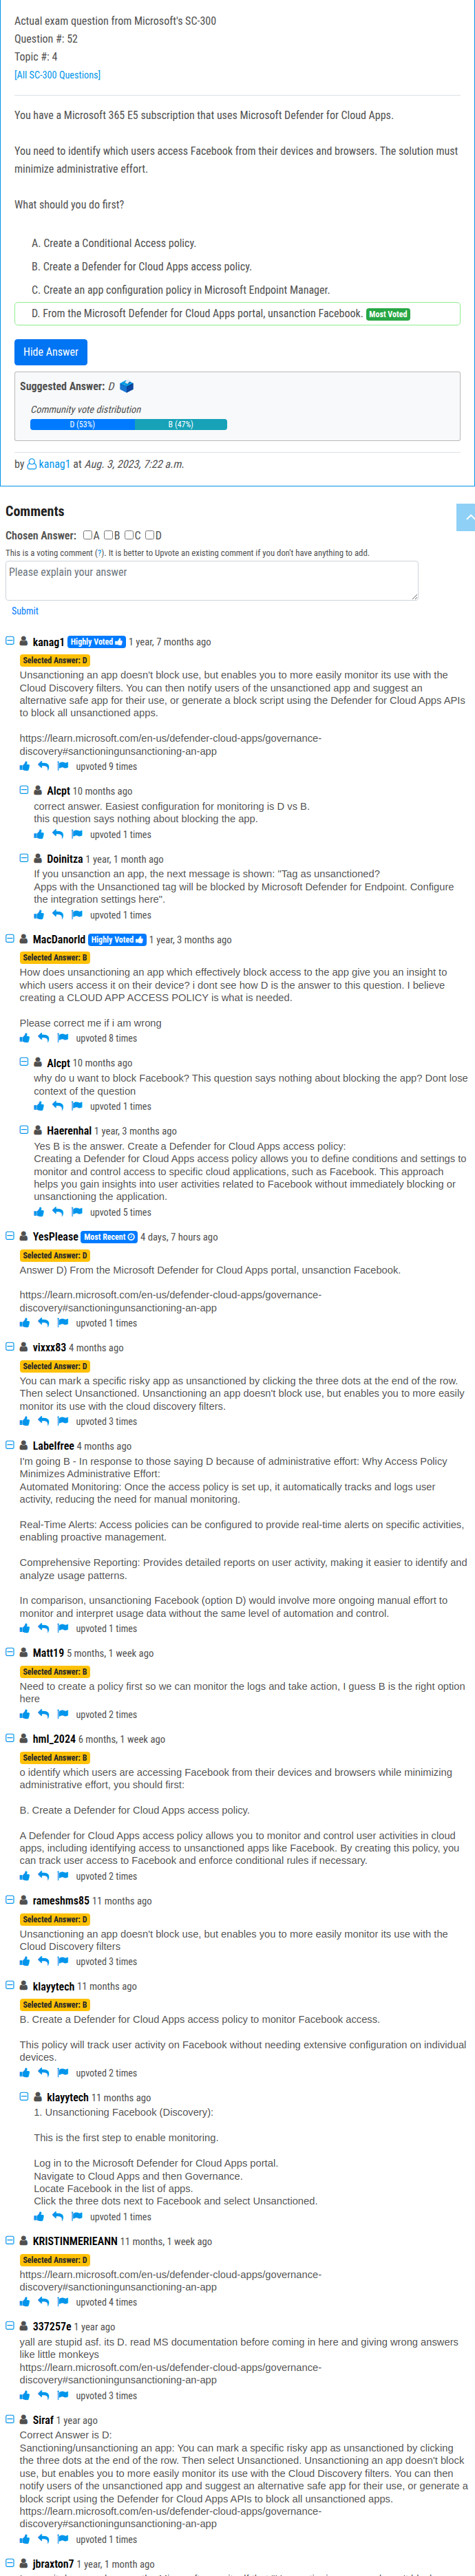 Actual exam question from Microsoft's SC-300
Question #: 52
Topic #: 4
[All SC-300 Questions]
You have a Microsoft 365 E5 subscription that uses Microsoft Defender for Cloud Apps.
You need to identify which users access Facebook from their devices and browsers. The solution must
minimize administrative effort.
What should you do first?
A. Create a Conditional Access policy.
B. Create a Defender for Cloud Apps access policy.
C. Create an app configuration policy in Microsoft Endpoint Manager.
D. From the Microsoft Defender for Cloud Apps portal, unsanction Facebook. Most Voted
Hide Answer
Suggested Answer: D
Community vote distribution
D (53%) B (47%)
by kanag1 at Aug. 3, 2023, 7:22 a.m.
Comments
Chosen Answer: A B C D
This is a voting comment (?). It is better to Upvote an existing comment if you don't have anything to add.
Please explain your answer
Submit
kanag1 Highly Voted 1 year, 7 months ago
Selected Answer: D
Unsanctioning an app doesn't block use, but enables you to more easily monitor its use with the
Cloud Discovery filters. You can then notify users of the unsanctioned app and suggest an
alternative safe app for their use, or generate a block script using the Defender for Cloud Apps APIs
to block all unsanctioned apps.
https://learn.microsoft.com/en-us/defender-cloud-apps/governance-
discovery#sanctioningunsanctioning-an-app
upvoted 9 times
Alcpt 10 months ago
correct answer. Easiest configuration for monitoring is D vs B.
this question says nothing about blocking the app.
upvoted 1 times
Doinitza 1 year, 1 month ago
If you unsanction an app, the next message is shown: "Tag as unsanctioned?
Apps with the Unsanctioned tag will be blocked by Microsoft Defender for Endpoint. Configure
the integration settings here".
upvoted 1 times
MacDanorld Highly Voted 1 year, 3 months ago
Selected Answer: B
How does unsanctioning an app which effectively block access to the app give you an insight to
which users access it on their device? i dont see how D is the answer to this question. I believe
creating a CLOUD APP ACCESS POLICY is what is needed.
Please correct me if i am wrong
upvoted 8 times
Alcpt 10 months ago
why do u want to block Facebook? This question says nothing about blocking the app? Dont lose
context of the question
upvoted 1 times
Haerenhal 1 year, 3 months ago
Yes B is the answer. Create a Defender for Cloud Apps access policy:
Creating a Defender for Cloud Apps access policy allows you to define conditions and settings to
monitor and control access to specific cloud applications, such as Facebook. This approach
helps you gain insights into user activities related to Facebook without immediately blocking or
unsanctioning the application.
upvoted 5 times
YesPlease Most Recent 4 days, 7 hours ago
Selected Answer: D
Answer D) From the Microsoft Defender for Cloud Apps portal, unsanction Facebook.
https://learn.microsoft.com/en-us/defender-cloud-apps/governance-
discovery#sanctioningunsanctioning-an-app
upvoted 1 times
vixxx83 4 months ago
Selected Answer: D
You can mark a specific risky app as unsanctioned by clicking the three dots at the end of the row.
Then select Unsanctioned. Unsanctioning an app doesn't block use, but enables you to more easily
monitor its use with the cloud discovery filters.
upvoted 3 times
Labelfree 4 months ago
I'm going B - In response to those saying D because of administrative effort: Why Access Policy
Minimizes Administrative Effort:
Automated Monitoring: Once the access policy is set up, it automatically tracks and logs user
activity, reducing the need for manual monitoring.
Real-Time Alerts: Access policies can be configured to provide real-time alerts on specific activities,
enabling proactive management.
Comprehensive Reporting: Provides detailed reports on user activity, making it easier to identify and
analyze usage patterns.
In comparison, unsanctioning Facebook (option D) would involve more ongoing manual effort to
monitor and interpret usage data without the same level of automation and control.
upvoted 1 times
Matt19 5 months, 1 week ago
Selected Answer: B
Need to create a policy first so we can monitor the logs and take action, I guess B is the right option
here
upvoted 2 times
hml_2024 6 months, 1 week ago
Selected Answer: B
o identify which users are accessing Facebook from their devices and browsers while minimizing
administrative effort, you should first:
B. Create a Defender for Cloud Apps access policy.
A Defender for Cloud Apps access policy allows you to monitor and control user activities in cloud
apps, including identifying access to unsanctioned apps like Facebook. By creating this policy, you
can track user access to Facebook and enforce conditional rules if necessary.
upvoted 2 times
rameshms85 11 months ago
Selected Answer: D
Unsanctioning an app doesn't block use, but enables you to more easily monitor its use with the
Cloud Discovery filters
upvoted 3 times
klayytech 11 months ago
Selected Answer: B
B. Create a Defender for Cloud Apps access policy to monitor Facebook access.
This policy will track user activity on Facebook without needing extensive configuration on individual
devices.
upvoted 2 times
klayytech 11 months ago
1. Unsanctioning Facebook (Discovery):
This is the first step to enable monitoring.
Log in to the Microsoft Defender for Cloud Apps portal.
Navigate to Cloud Apps and then Governance.
Locate Facebook in the list of apps.
Click the three dots next to Facebook and select Unsanctioned.
upvoted 1 times
KRISTINMERIEANN 11 months, 1 week ago
Selected Answer: D
https://learn.microsoft.com/en-us/defender-cloud-apps/governance-
discovery#sanctioningunsanctioning-an-app
upvoted 4 times
337257e 1 year ago
yall are stupid asf. its D. read MS documentation before coming in here and giving wrong answers
like little monkeys
https://learn.microsoft.com/en-us/defender-cloud-apps/governance-
discovery#sanctioningunsanctioning-an-app
upvoted 3 times
Siraf 1 year ago
Correct Answer is D:
Sanctioning/unsanctioning an app: You can mark a specific risky app as unsanctioned by clicking
the three dots at the end of the row. Then select Unsanctioned. Unsanctioning an app doesn't block
use, but enables you to more easily monitor its use with the Cloud Discovery filters. You can then
notify users of the unsanctioned app and suggest an alternative safe app for their use, or generate a
block script using the Defender for Cloud Apps APIs to block all unsanctioned apps.
https://learn.microsoft.com/en-us/defender-cloud-apps/governance-
discovery#sanctioningunsanctioning-an-app
upvoted 1 times
jbraxton7 1 year, 1 month ago